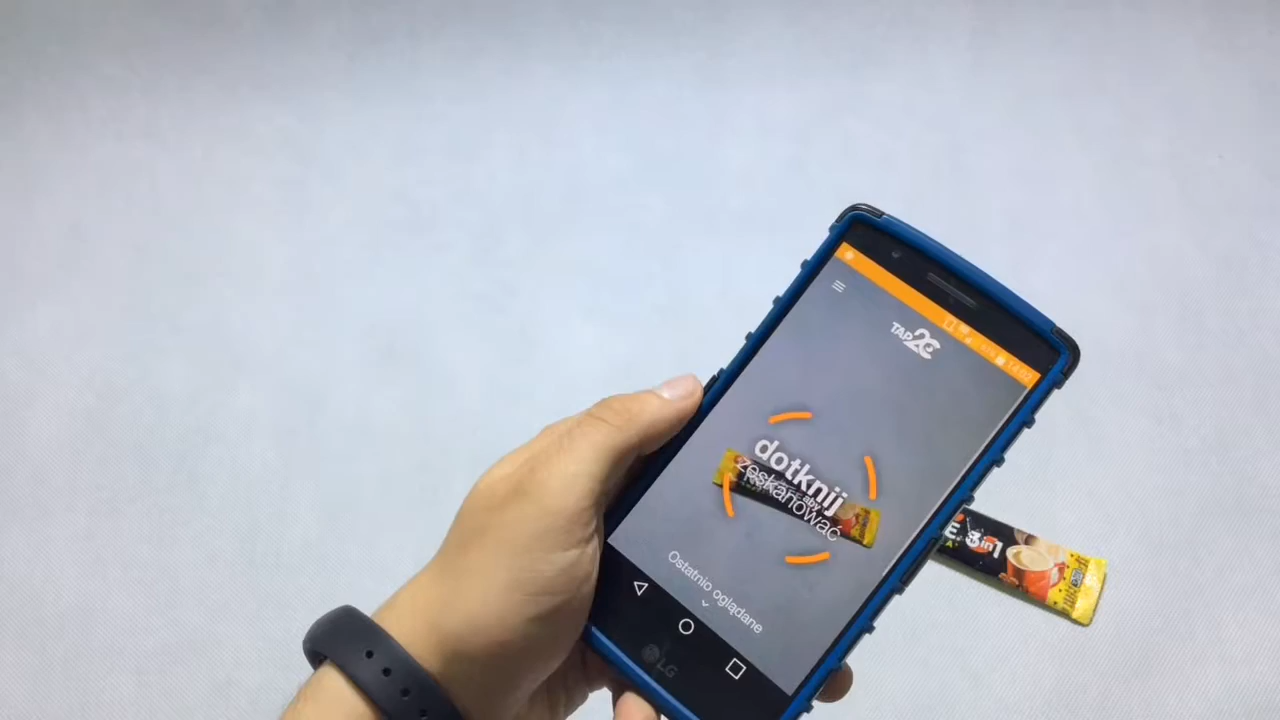 TAP2C
dotknij
aby
zeskanować
Ostatnio oglądane
LG
E 3in1